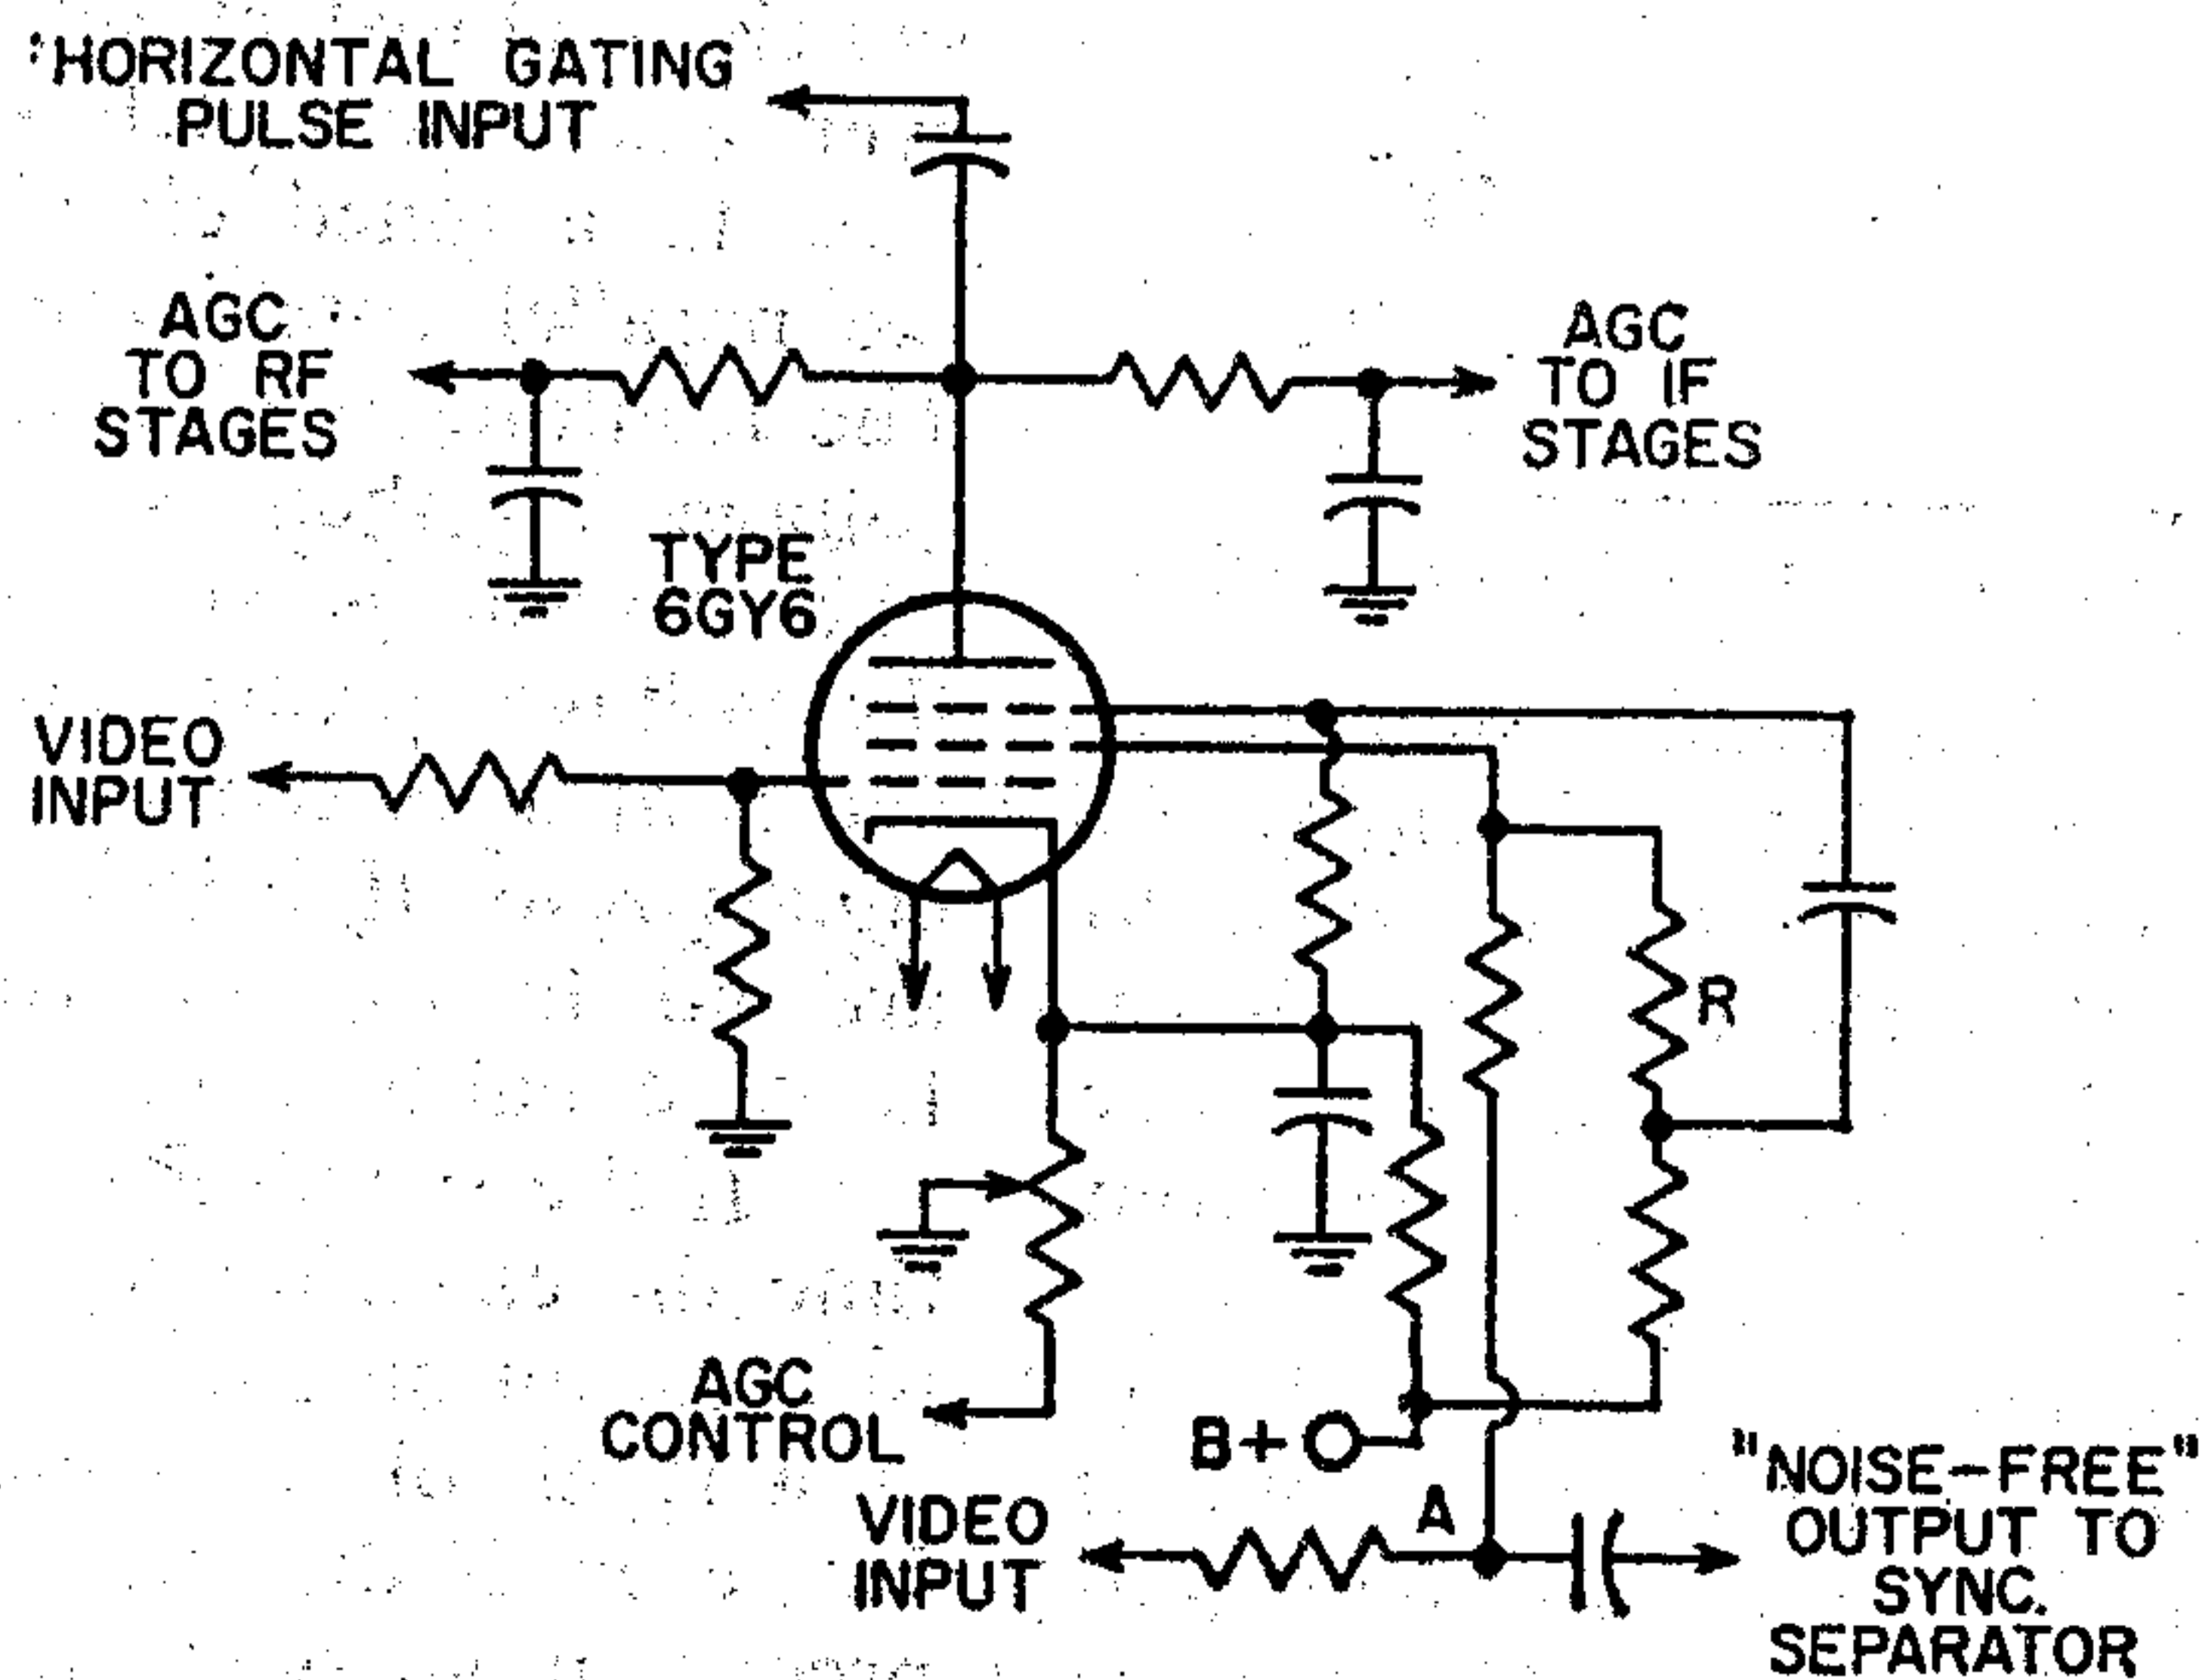 HORIZONTAL GATING
PULSE INPUT
AGC
TO RF
STAGES
AGC
TO IF
STAGES
TYPE
6GY6
VIDEO
INPUT
R
AGC
CONTROL
B+
A
VIDEO
INPUT
"NOISE-FREE"
OUTPUT TO
SYNC.
SEPARATOR